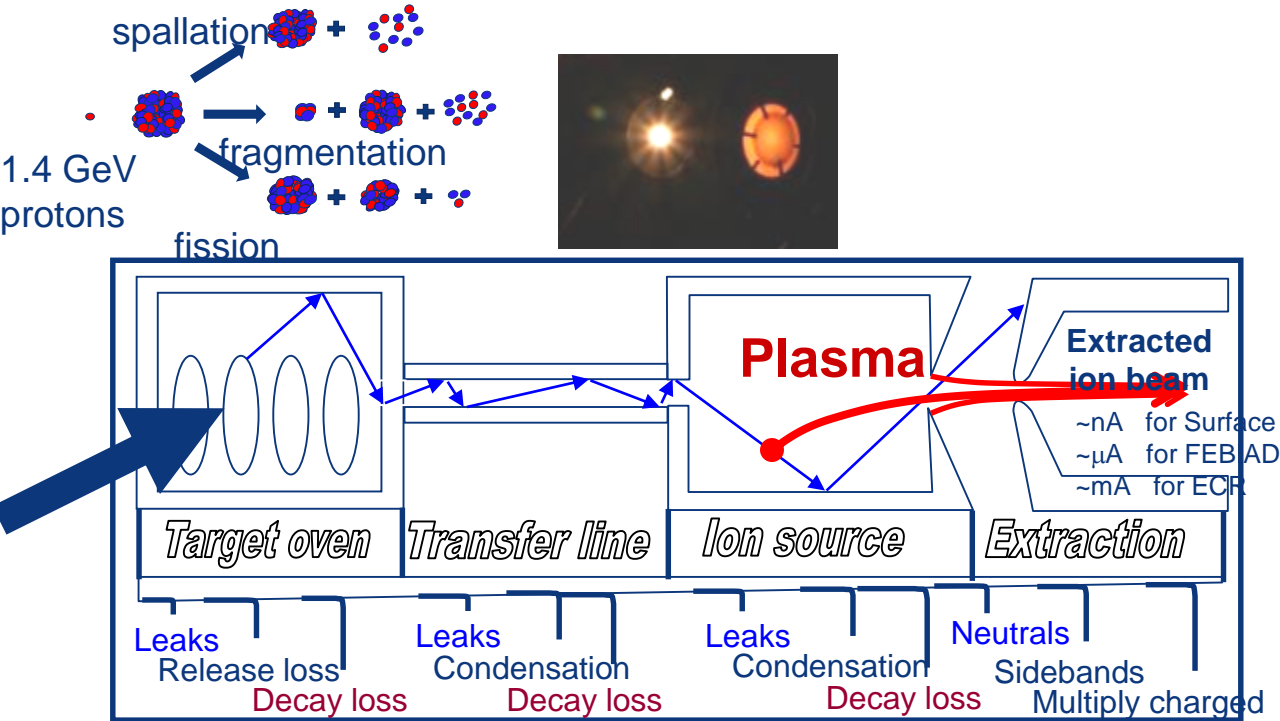 spallation
fragmentation
1.4 GeV
protons
fission
Plasma
Extracted
ion beam
~nA for Surface
~μA for FEBIAD
~mA for ECR
Target oven
Transfer line
Ion source
Extraction
Leaks
Release loss
Decay loss
Leaks
Condensation
Decay loss
Leaks
Condensation
Decay loss
Neutrals
Sidebands
Multiply charged